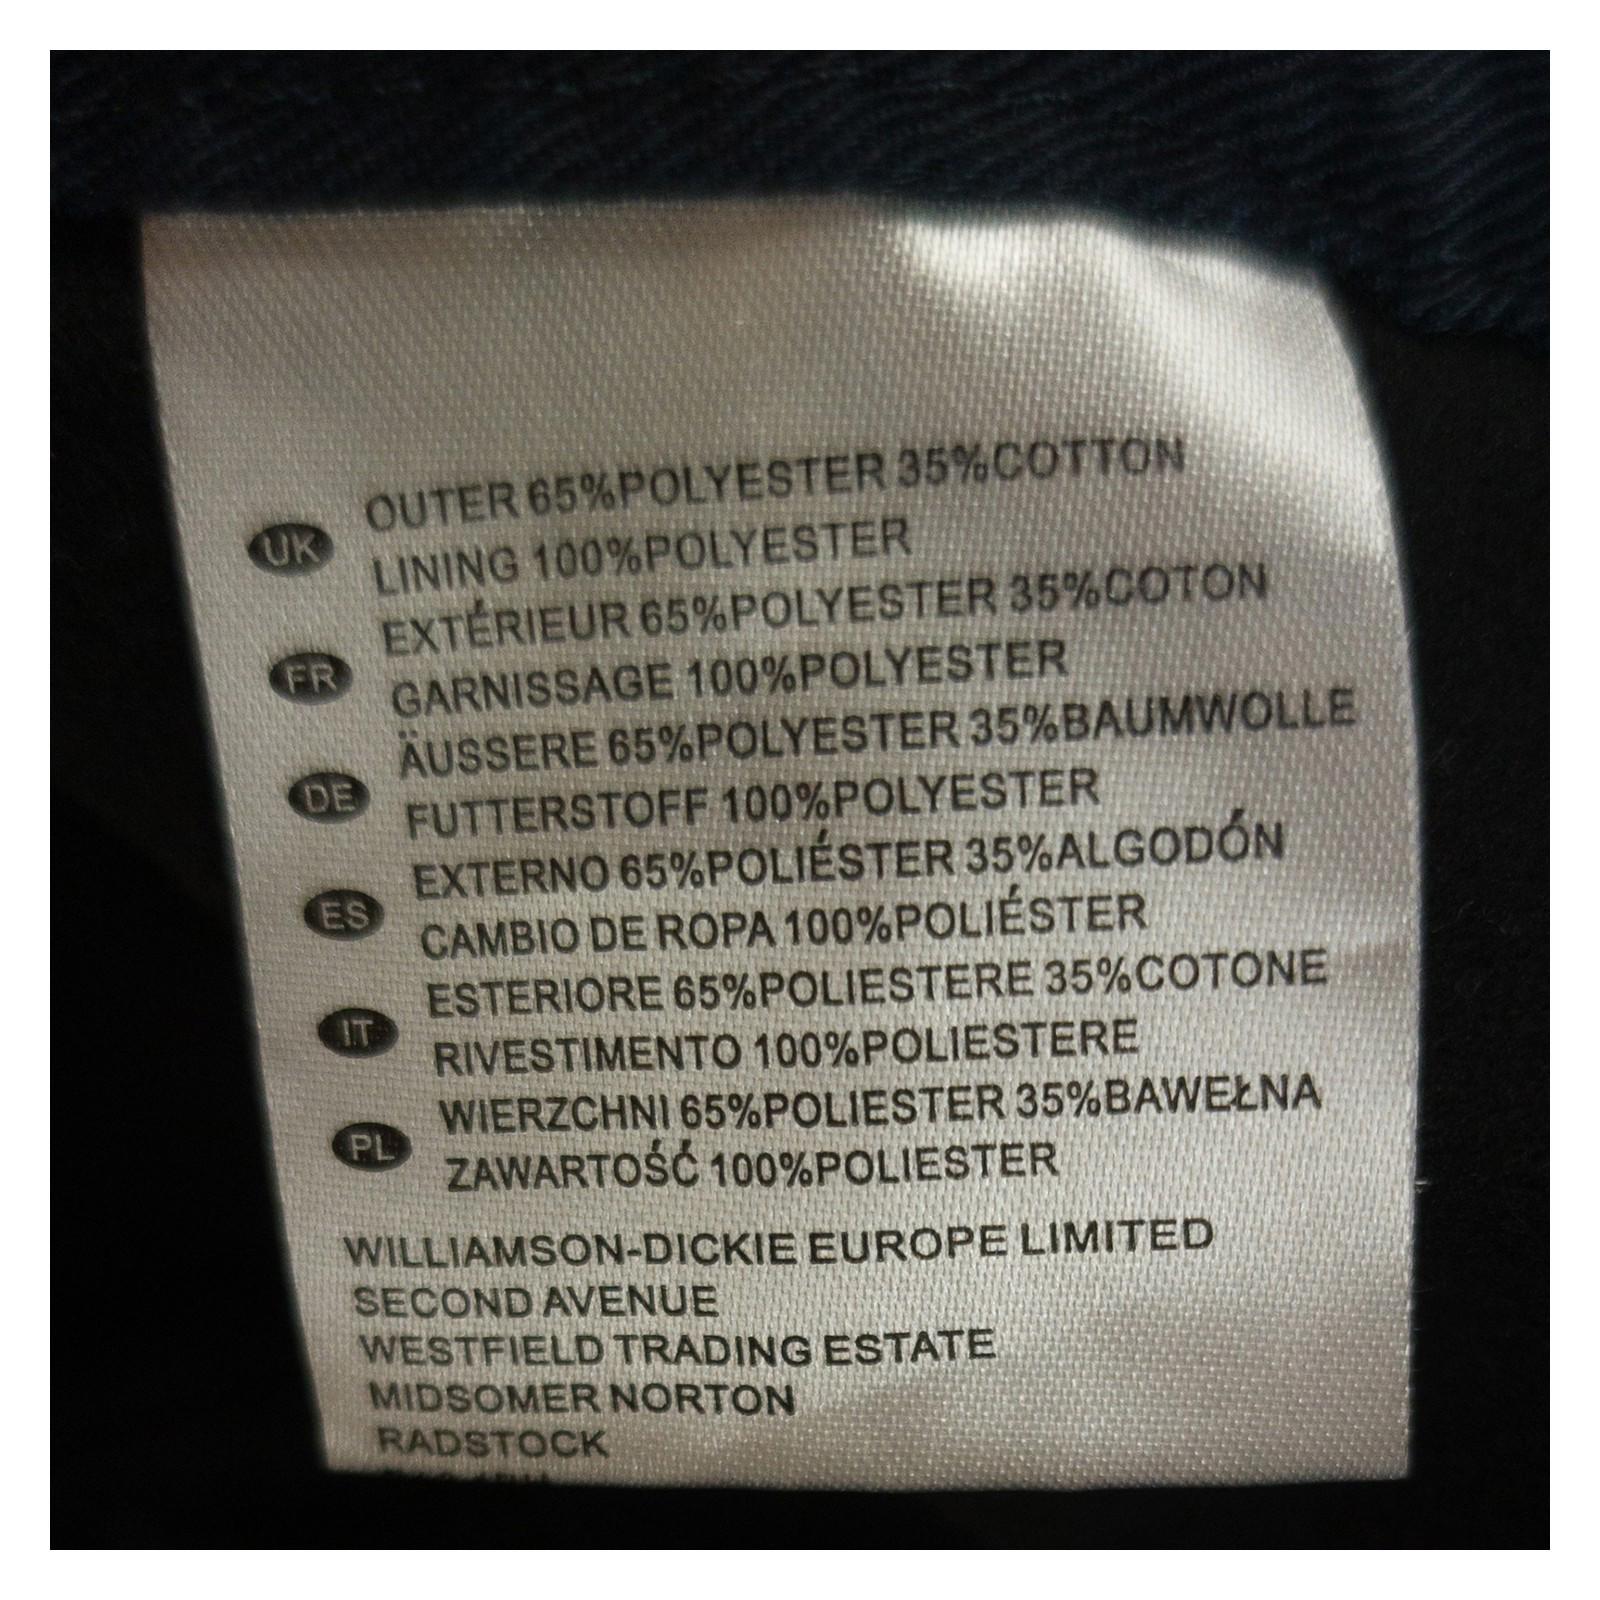 UK
OUTER 65%POLYESTER 35%COTTON
LINING 100%POLYESTER
FR
EXTÉRIEUR 65%POLYESTER 35%COTON
GARNISSAGE 100%POLYESTER
DE
ÄUSSERE 65%POLYESTER 35%BAUMWOLLE
FUTTERSTOFF 100%POLYESTER
ES
EXTERNO 65%POLIÉSTER 35%ALGODÓN
CAMBIO DE ROPA 100%POLIÉSTER
IT
ESTERIORE 65%POLIESTERE 35%COTONE
RIVESTIMENTO 100%POLIESTERE
PL
WIERZCHNI 65%POLIESTER 35%BAWEŁNA
ZAWARTOŚĆ 100%POLIESTER
WILLIAMSON-DICKIE EUROPE LIMITED
SECOND AVENUE
WESTFIELD TRADING ESTATE
MIDSOMER NORTON
RADSTOCK